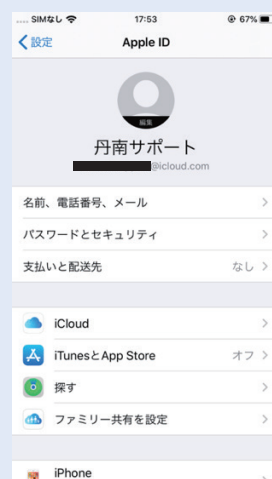 .... SIMなし 17:53 67%
設定 Apple ID
編集
丹南サポート
@icloud.com
名前、電話番号、メール
パスワードとセキュリティ
支払いと配送先 なし
iCloud
iTunesとApp Store オフ
探す
ファミリー共有を設定
iPhone